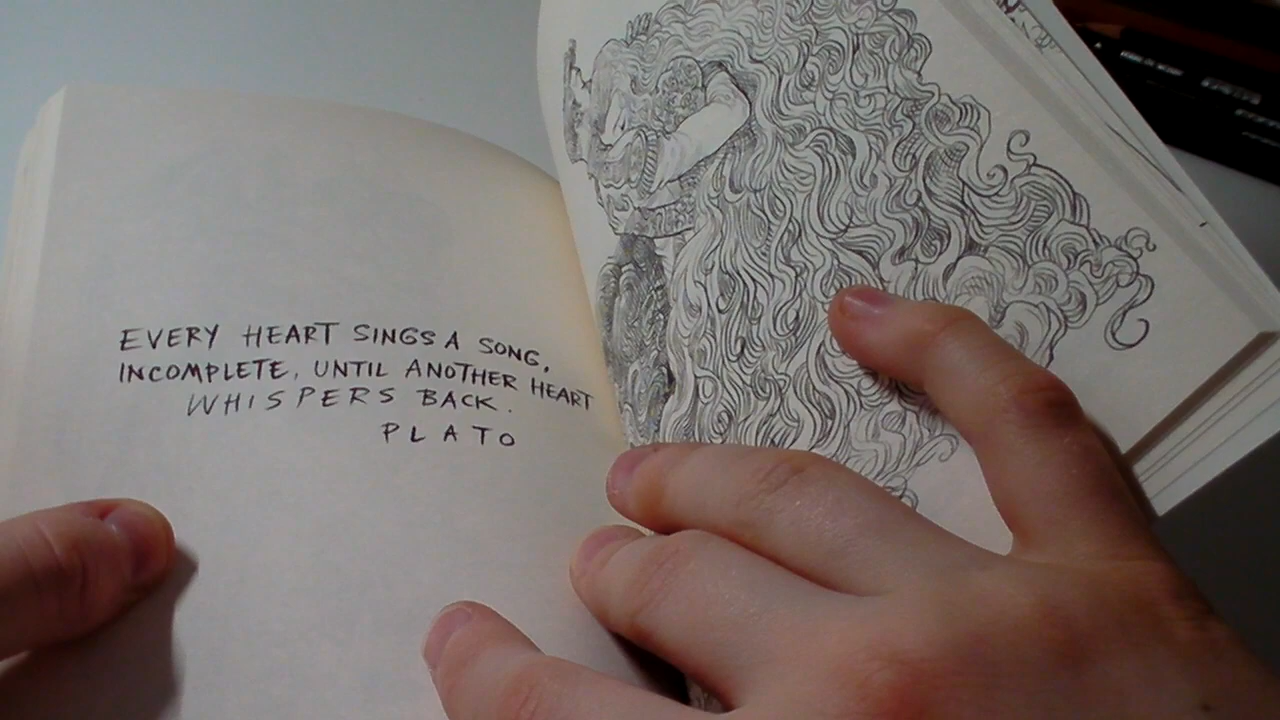 EVERY HEART SINGS A SONG,
INCOMPLETE, UNTIL ANOTHER HEART
WHISPERS BACK.
PLATO